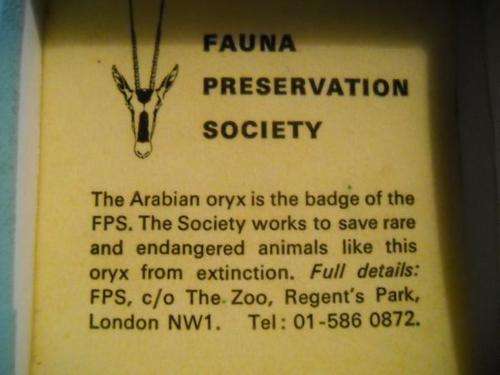 FAUNA
PRESERVATION
SOCIETY
The Arabian oryx is the badge of the
FPS. The Society works to save rare
and endangered animals like this
oryx from extinction. Full details:
FPS, c/o The Zoo, Regent's Park,
London NW1. Tel: 01-586 0872.